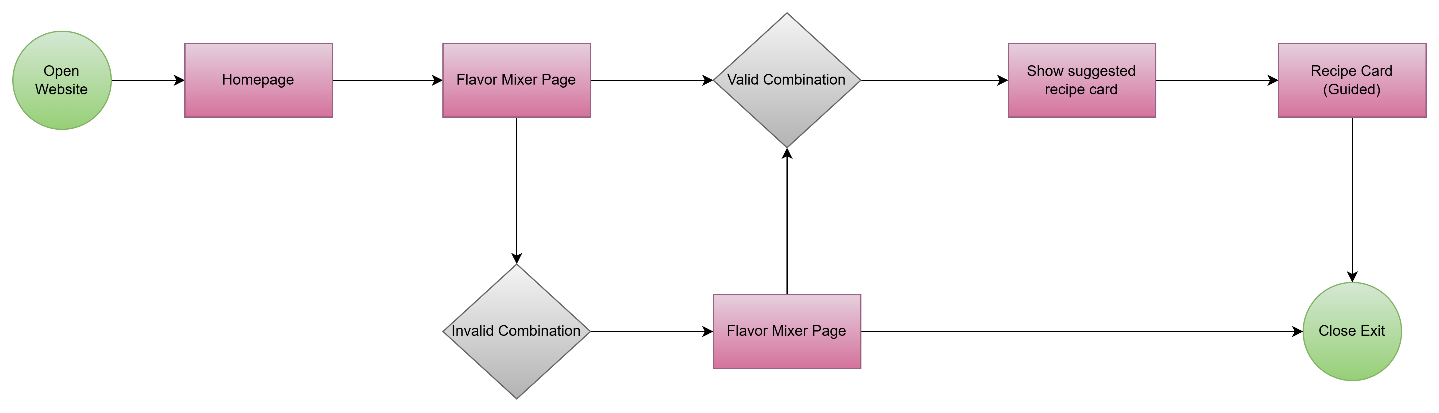 Open
Website
Homepage
Flavor Mixer Page
Valid Combination
Show suggested
recipe card
Recipe Card
(Guided)
Invalid Combination
Flavor Mixer Page
Close Exit